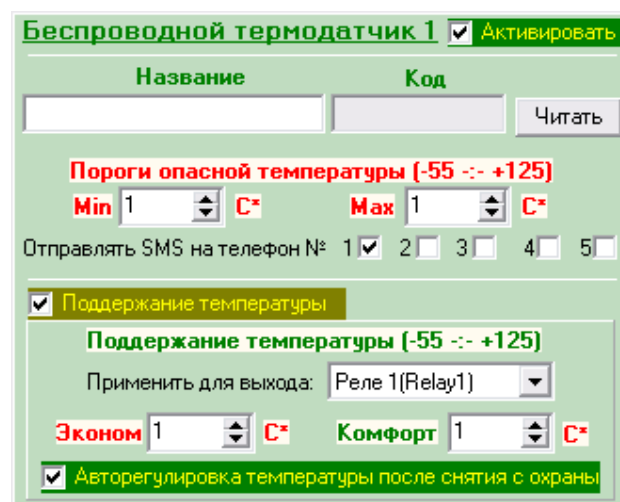 Беспроводной термодатчик 1 Активировать
Название Код
Читать
Пороги опасной температуры (-55 -:- +125)
Min 1 C* Max 1 C*
Отправлять SMS на телефон № 1 2 3 4 5
Поддержание температуры
Поддержание температуры (-55 -:- +125)
Применить для выхода: Реле 1(Relay1)
Эконом 1 C* Комфорт 1 C*
Авторегулировка температуры после снятия с охраны